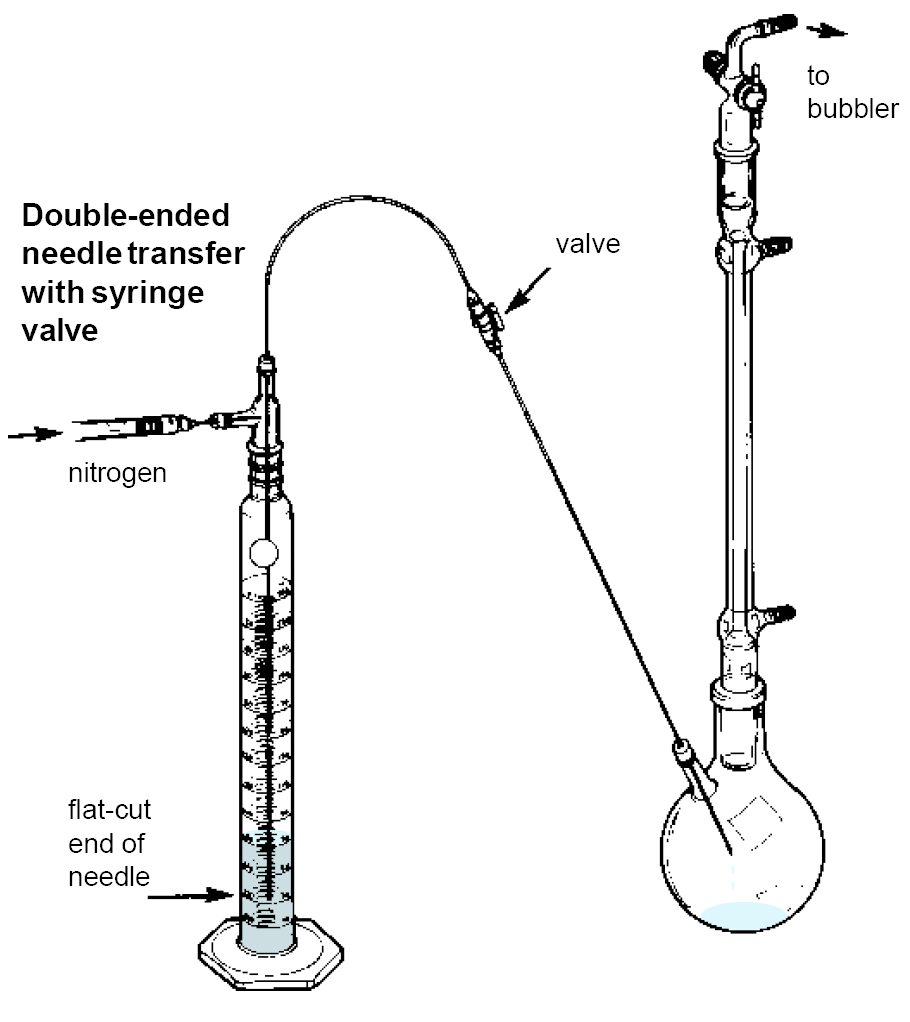 to
bubbler
Double-ended
needle transfer
with syringe
valve
valve
nitrogen
flat-cut
end of
needle